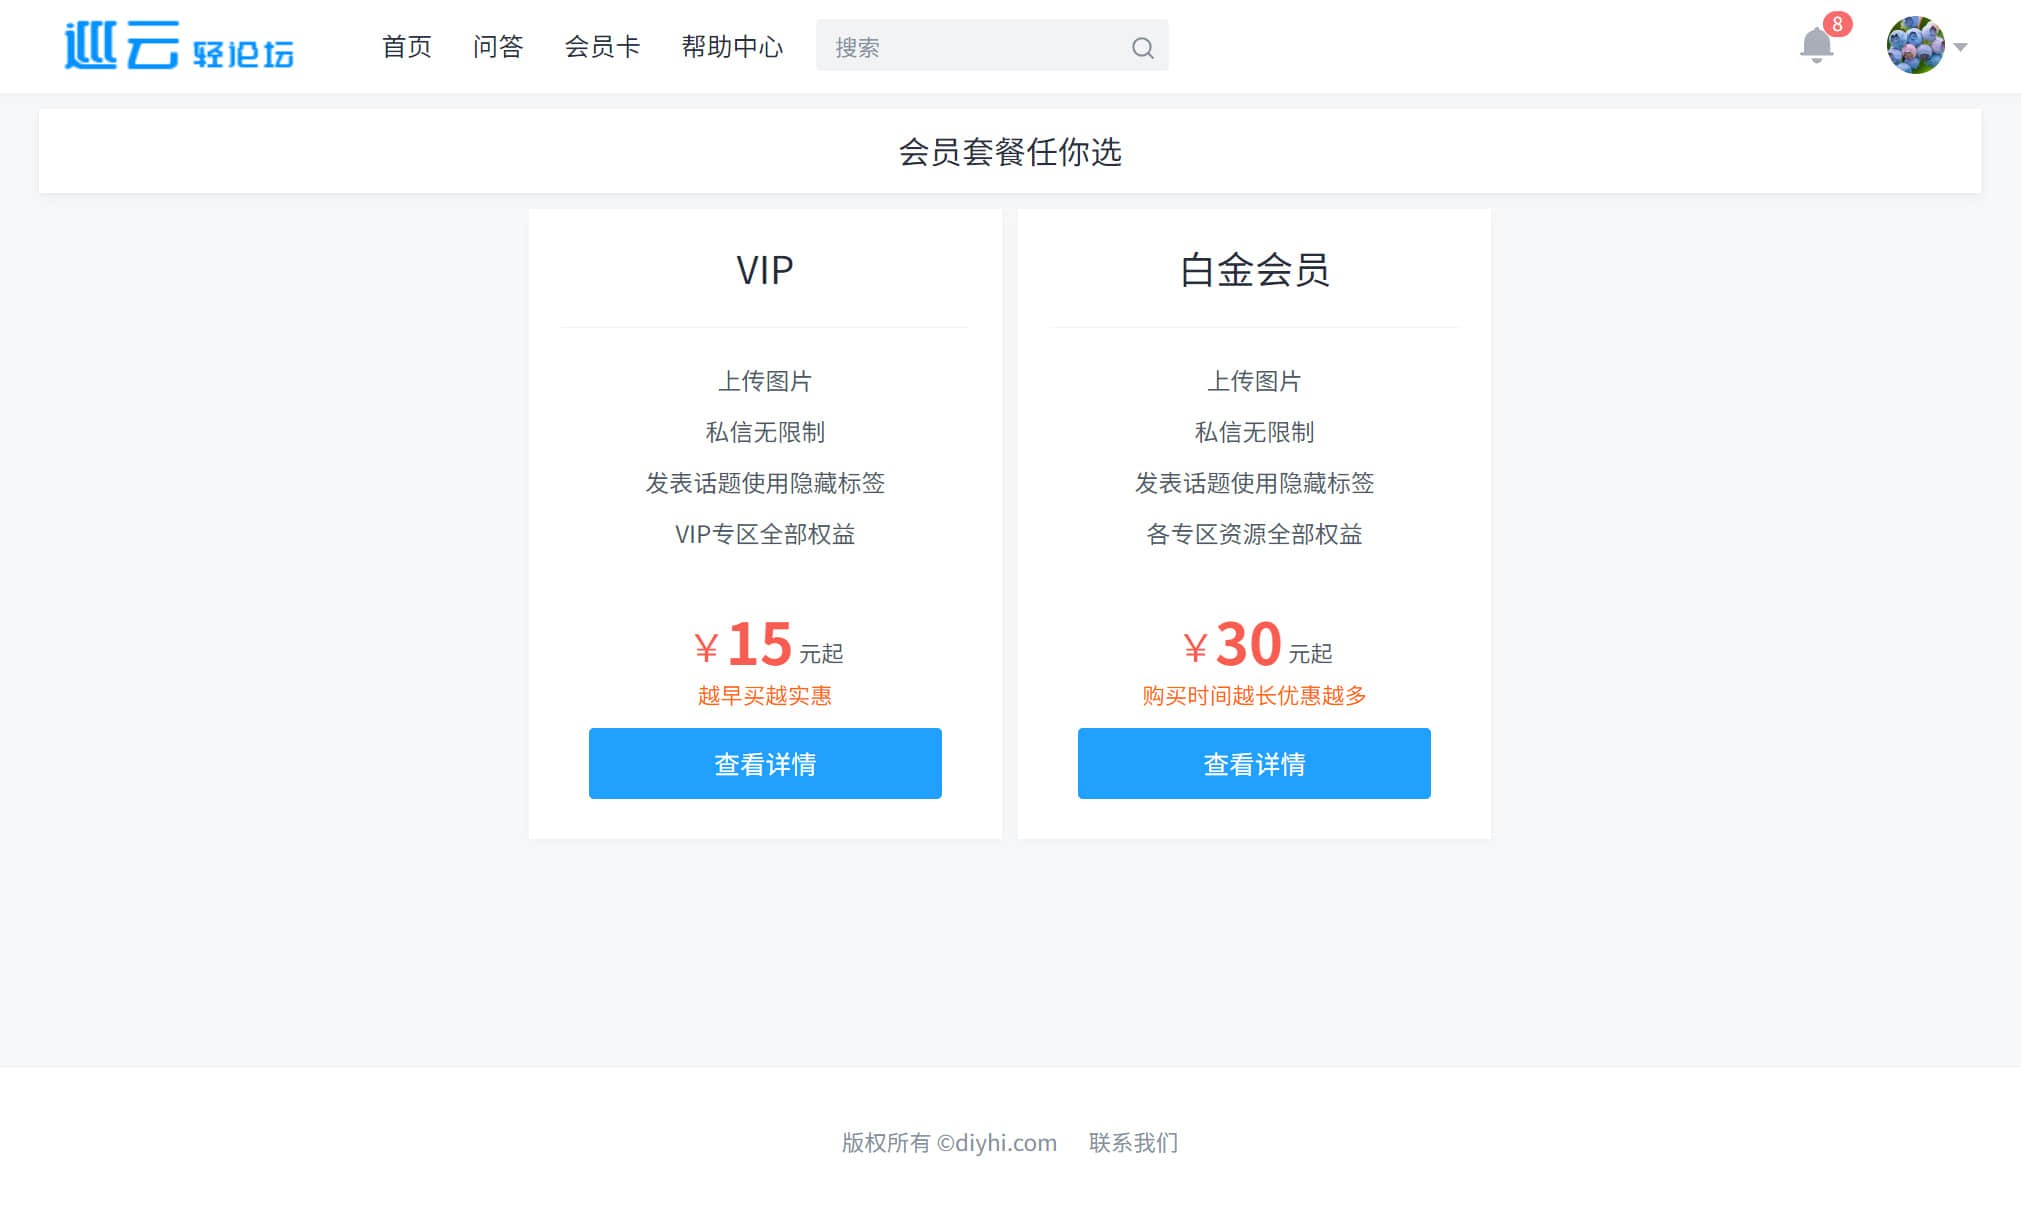 巡云 轻论坛 首页 问答 会员卡 帮助中心 搜索 8
会员套餐任你选
VIP
上传图片
私信无限制
发表话题使用隐藏标签
VIP专区全部权益
￥15 元起
越早买越实惠
查看详情
白金会员
上传图片
私信无限制
发表话题使用隐藏标签
各专区资源全部权益
￥30 元起
购买时间越长优惠越多
查看详情
版权所有 ©diyhi.com 联系我们